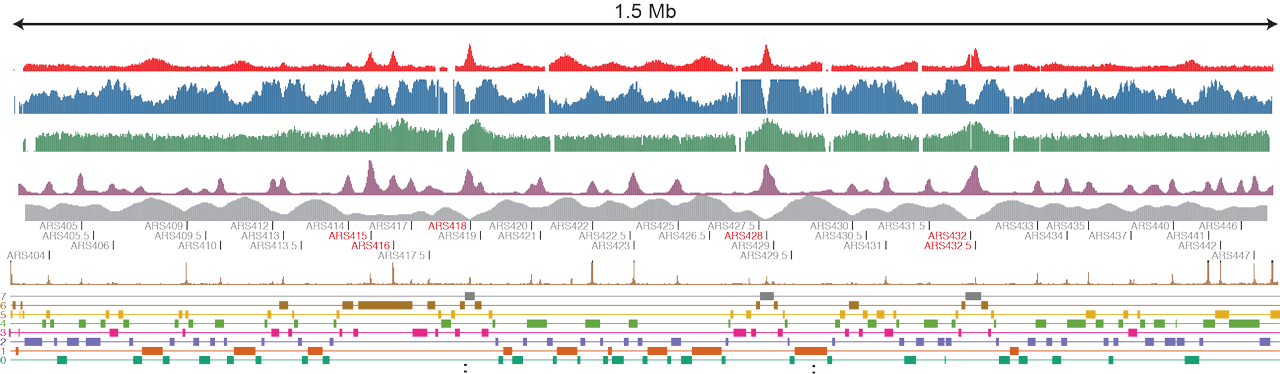 1.5 Mb
ARS405 ARS409 ARS412 ARS414 ARS417 ARS418 ARS420 ARS422 ARS425 ARS427.5 ARS430 ARS431.5 ARS433 ARS435 ARS440 ARS446
ARS405.5 ARS409.5 ARS413 ARS415 ARS419 ARS421 ARS422.5 ARS426.5 ARS428 ARS430.5 ARS432 ARS434 ARS437 ARS441
ARS406 ARS410 ARS413.5 ARS416 ARS423 ARS429 ARS431 ARS432.5 ARS442
ARS404 ARS417.5 ARS429.5 ARS447
7
6
5
4
3
2
1
0
: :